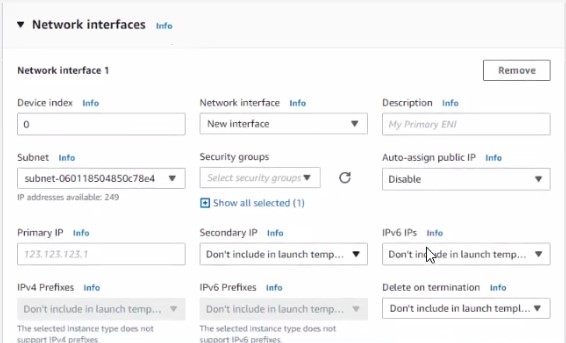 ▼ Network interfaces Info
Network interface 1 Remove
Device index Info Network interface Info Description Info
0 New interface My Primary ENI
Subnet Info Security groups Auto-assign public IP Info
subnet-060118504850c78e4 Select security groups Disable
IP addresses available: 249 Show all selected (1)
Primary IP Info Secondary IP Info IPv6 IPs Info
123.123.123.1 Don't include in launch temp... Don't include in launch temp...
IPv4 Prefixes Info IPv6 Prefixes Info Delete on termination Info
Don't include in launch temp... Don't include in launch temp... Don't include in launch templ...
The selected instance type does not The selected instance type does not
support IPv4 prefixes. support IPv6 prefixes.